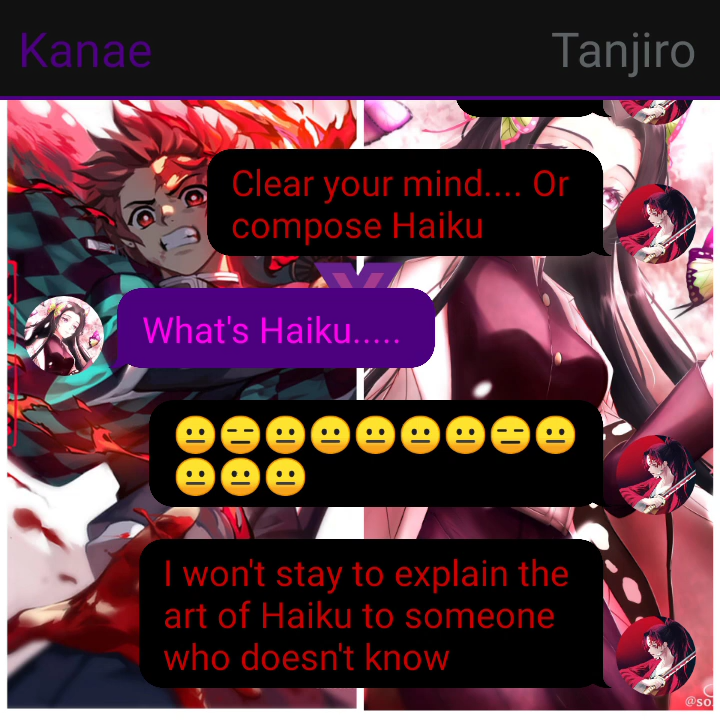 Kanae
Tanjiro
Clear your mind.... Or
compose Haiku
What's Haiku.....
😐😑😐😐😐😐😐😑😐
😐😐😐
I won't stay to explain the
art of Haiku to someone
who doesn't know